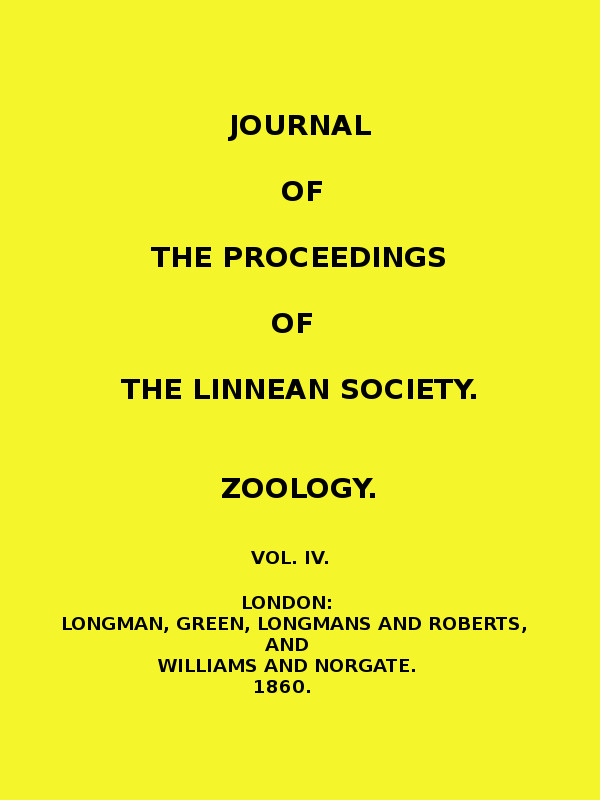 JOURNAL
OF
THE PROCEEDINGS
OF
THE LINNEAN SOCIETY.
ZOOLOGY.
VOL. IV.
LONDON:
LONGMAN, GREEN, LONGMANS AND ROBERTS,
AND
WILLIAMS AND NORGATE.
1860.